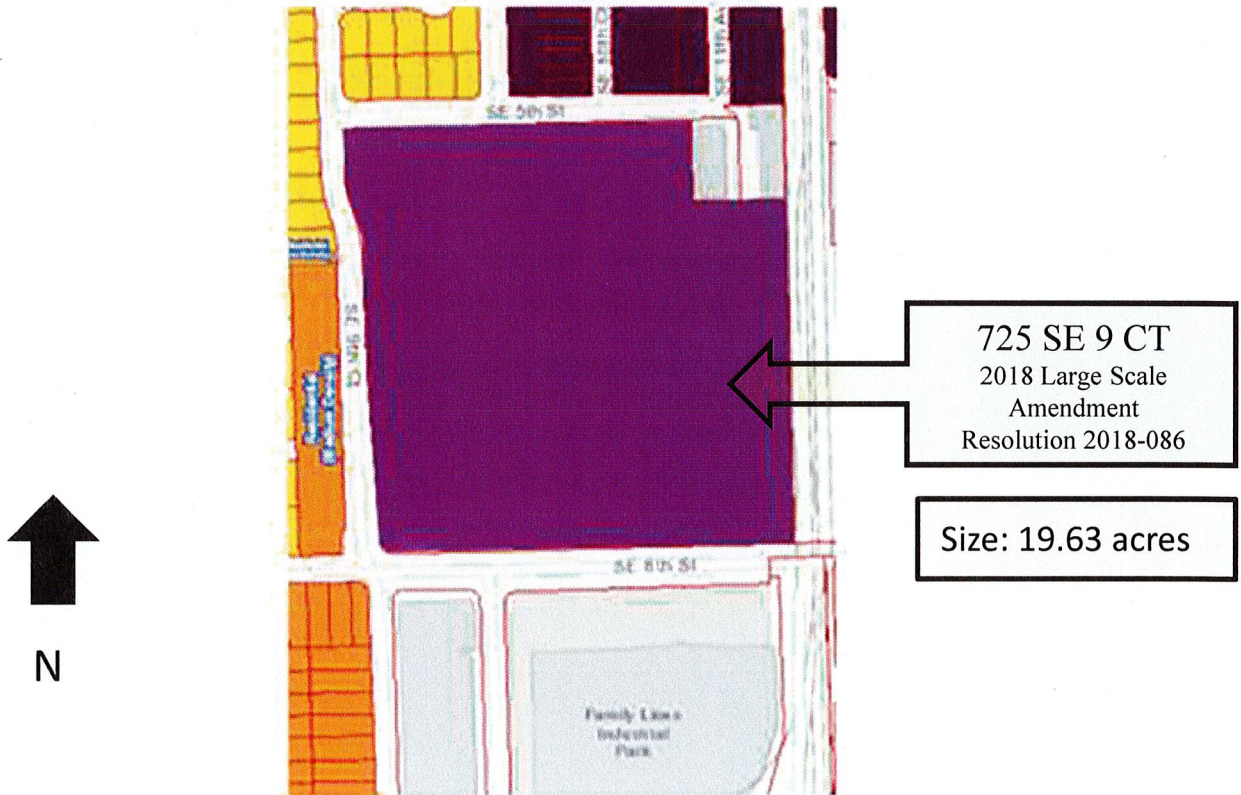 SE 5th St
SE 9th Ct
725 SE 9 CT
2018 Large Scale
Amendment
Resolution 2018-086
Size: 19.63 acres
SE 8th St
N
Family Lines
Industrial
Park